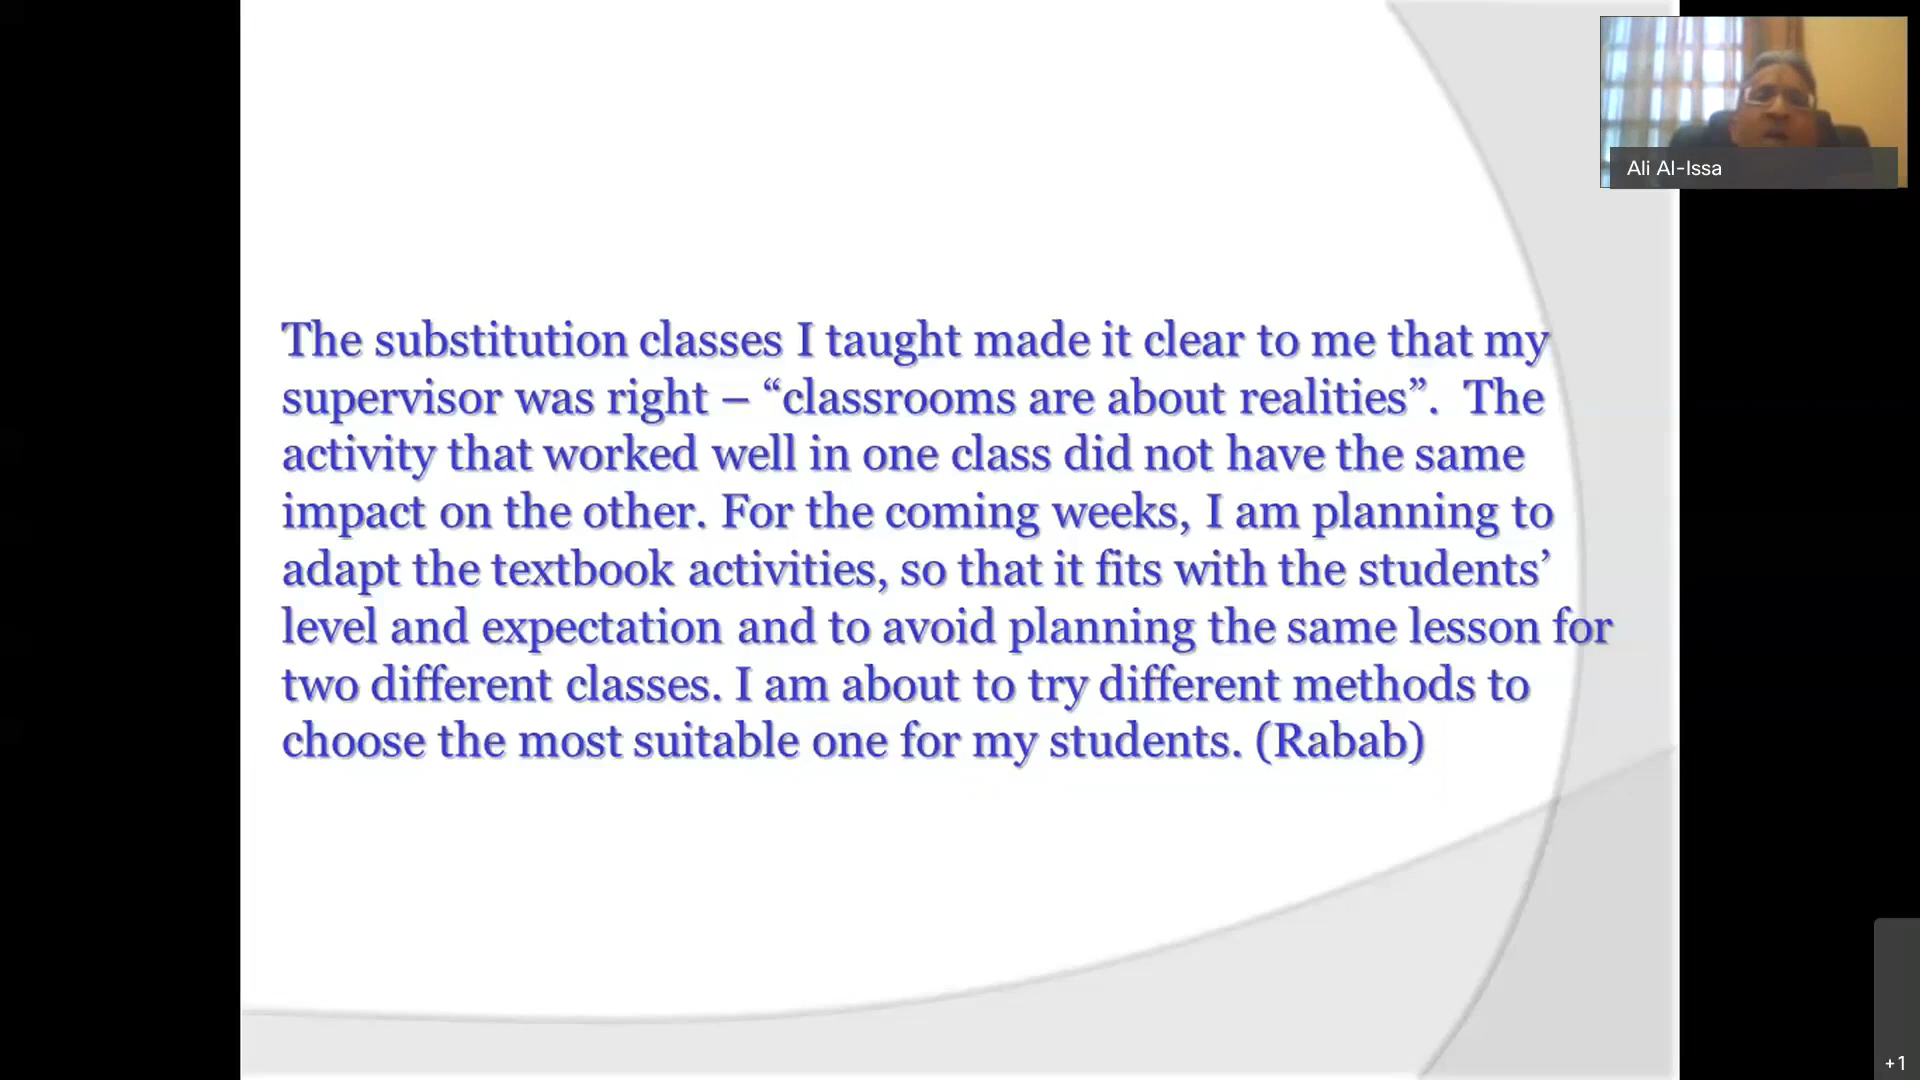 The substitution classes I taught made it clear to me that my
supervisor was right – “classrooms are about realities”.  The
activity that worked well in one class did not have the same
impact on the other. For the coming weeks, I am planning to
adapt the textbook activities, so that it fits with the students’
level and expectation and to avoid planning the same lesson for
two different classes. I am about to try different methods to
choose the most suitable one for my students. (Rabab)
Ali Al-Issa
+1